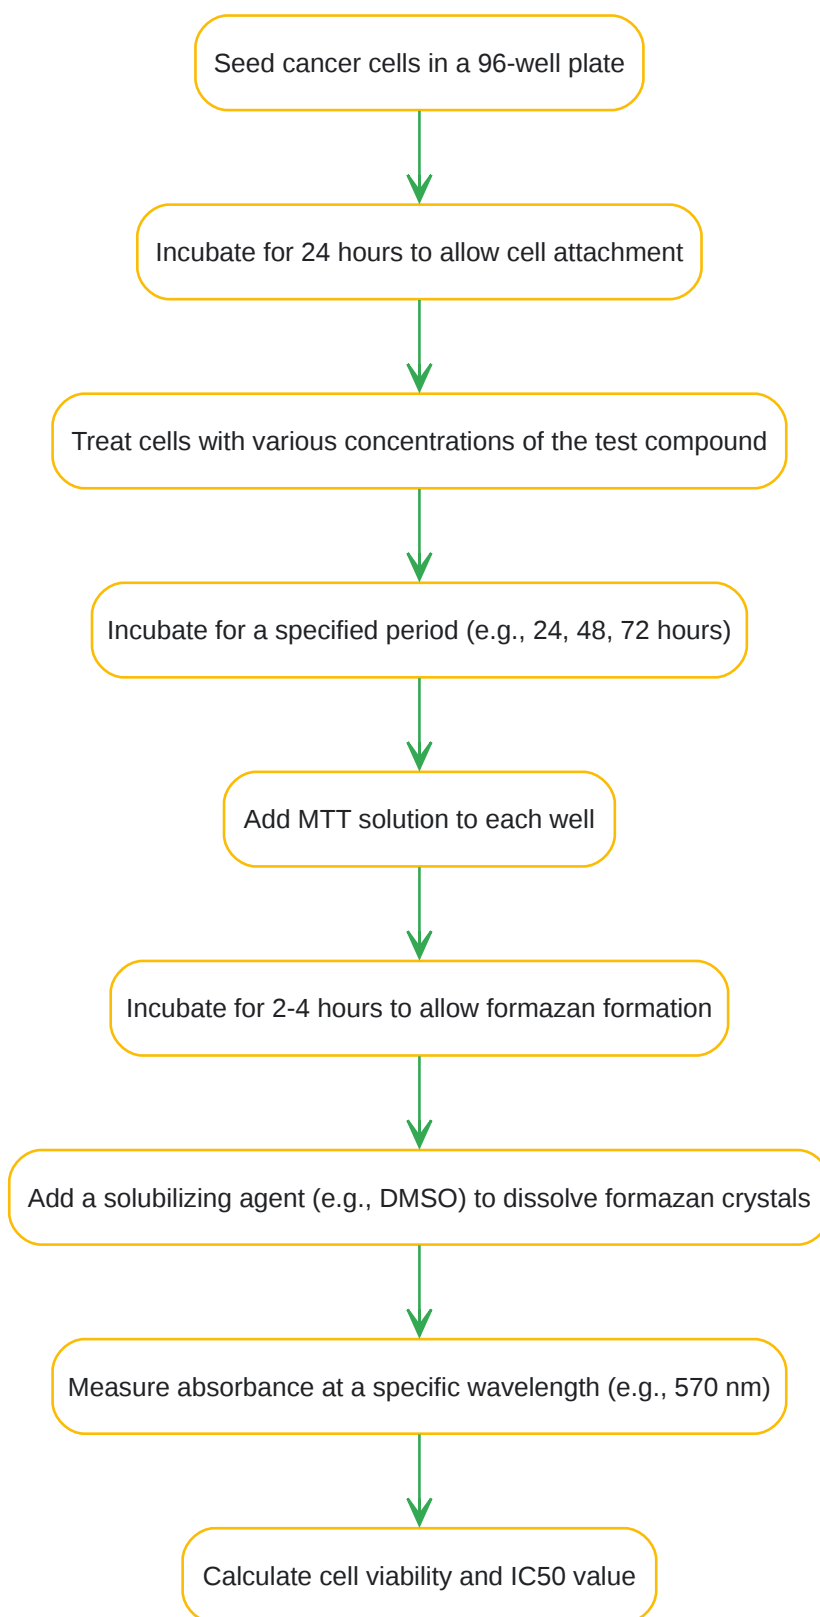 Seed cancer cells in a 96-well plate
Incubate for 24 hours to allow cell attachment
Treat cells with various concentrations of the test compound
Incubate for a specified period (e.g., 24, 48, 72 hours)
Add MTT solution to each well
Incubate for 2-4 hours to allow formazan formation
Add a solubilizing agent (e.g., DMSO) to dissolve formazan crystals
Measure absorbance at a specific wavelength (e.g., 570 nm)
Calculate cell viability and IC50 value